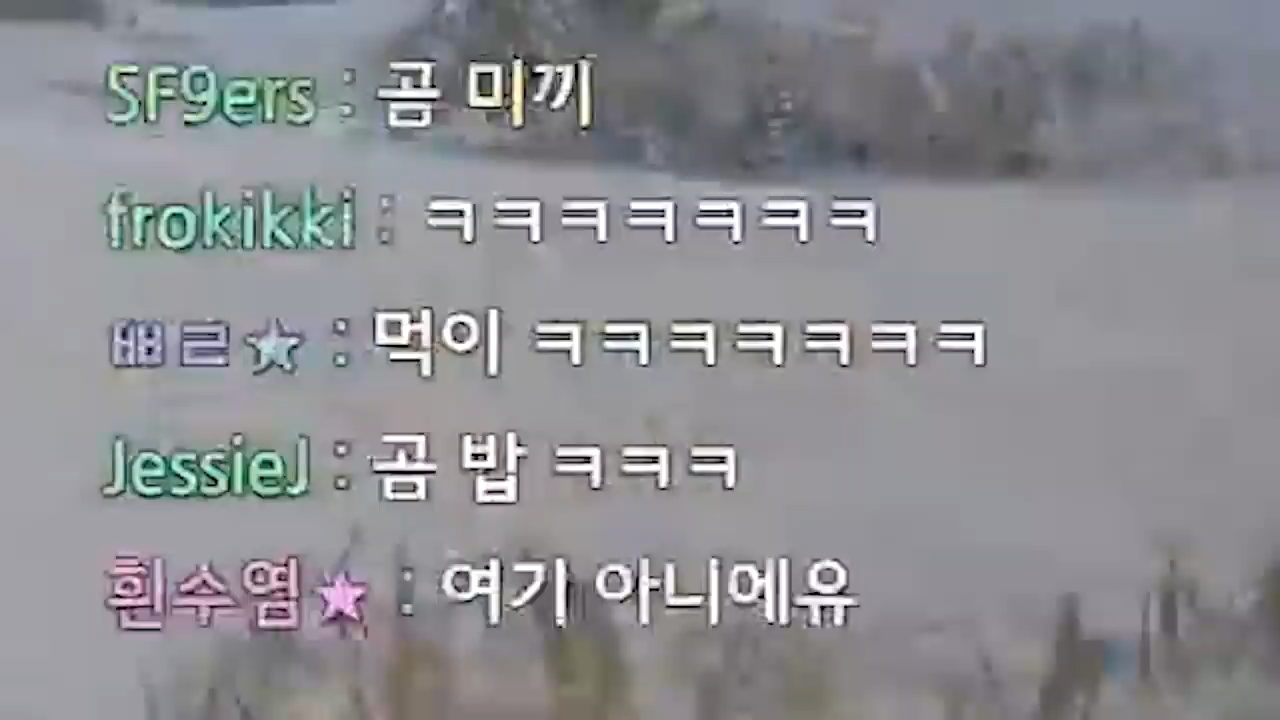 SF9ers : 곰 미끼
frokikki : ㅋㅋㅋㅋㅋㅋㅋ
ㅃㄹ★ : 먹이 ㅋㅋㅋㅋㅋㅋㅋ
JessieJ : 곰 밥 ㅋㅋㅋ
흰수염★ : 여기 아니에유